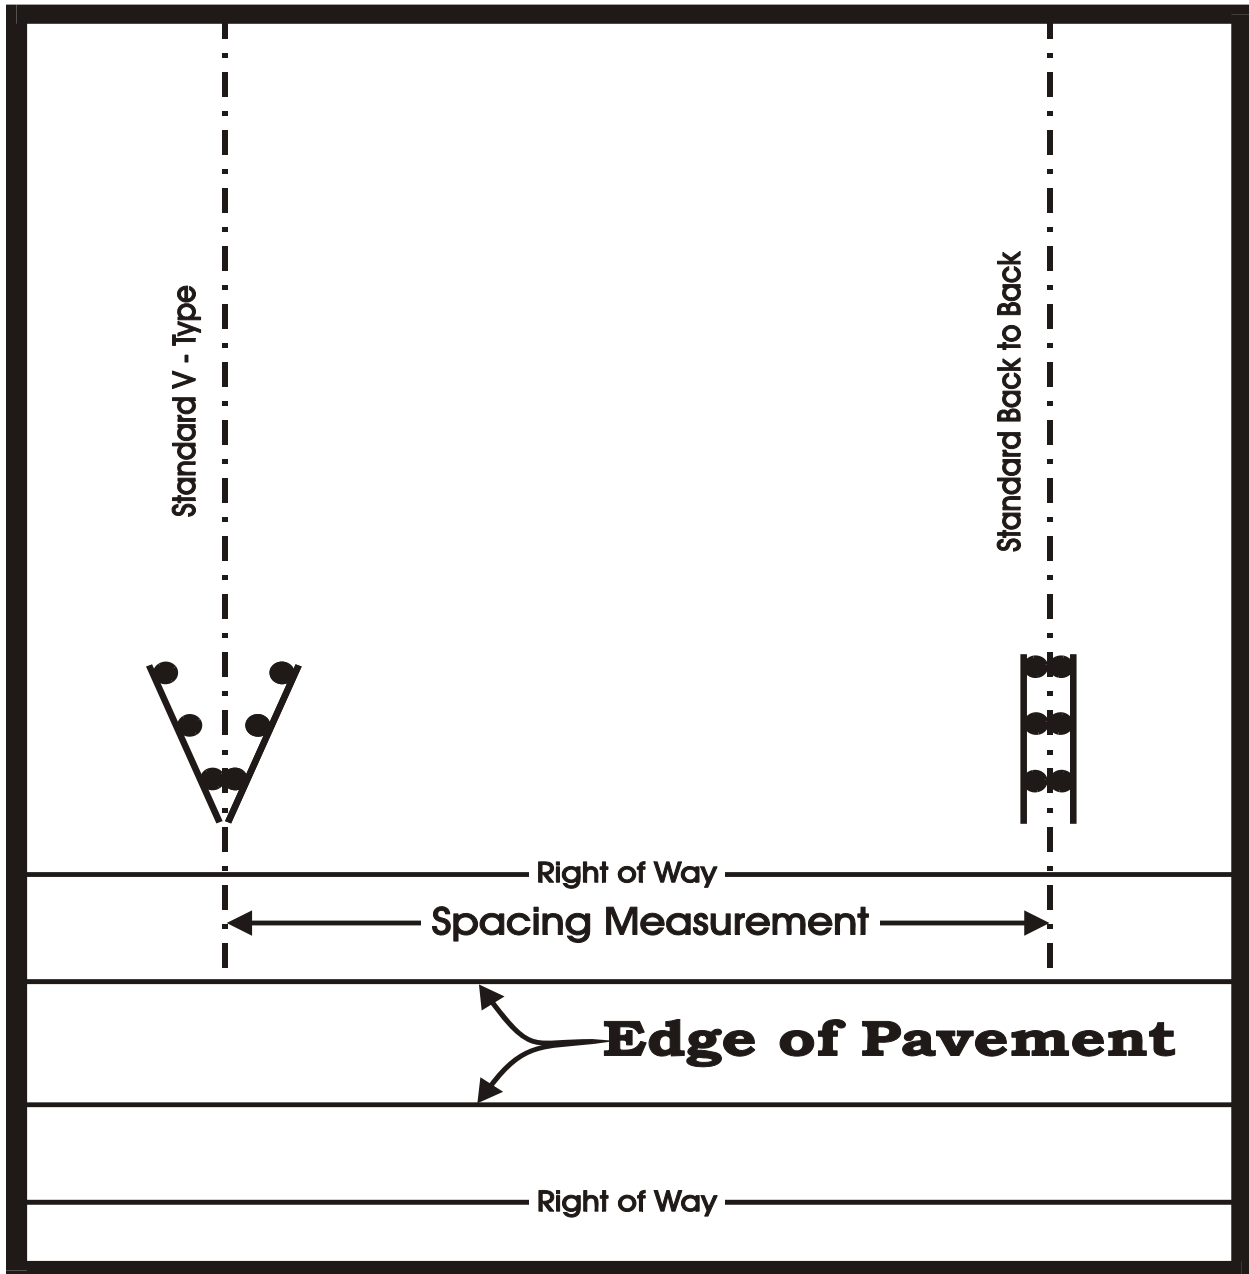 Standard V - Type
Standard Back to Back
Right of Way
Spacing Measurement
Edge of Pavement
Right of Way